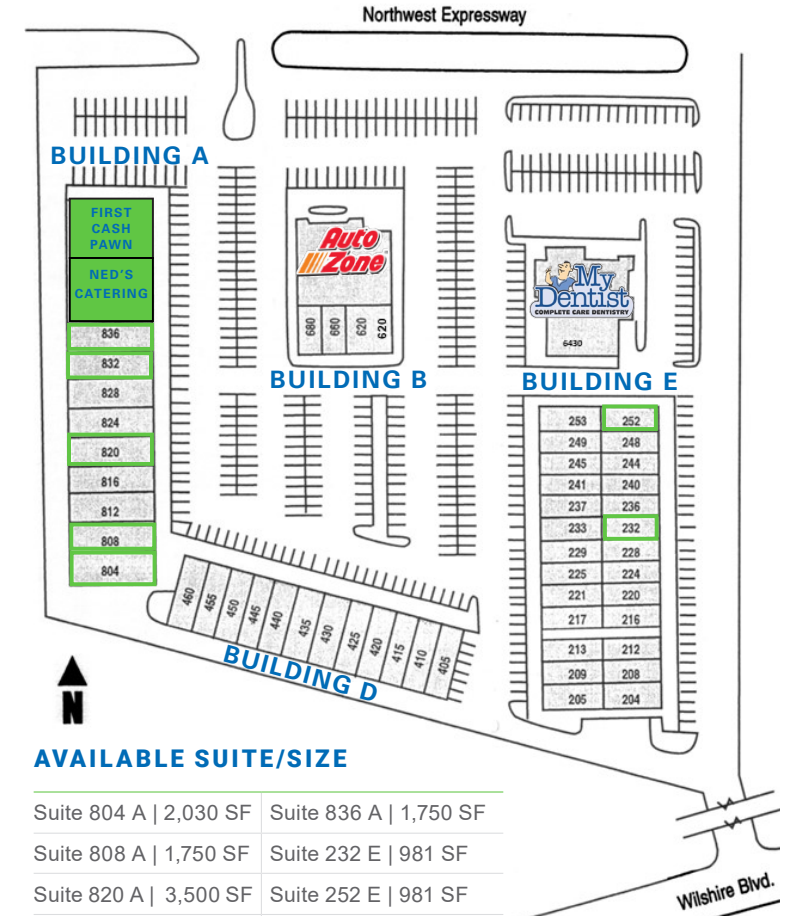 Northwest Expressway
BUILDING A
FIRST
CASH
PAWN
NED'S
CATERING
836
832
828
824
820
816
812
808
804
Auto
Zone
680
660
620
620
BUILDING B
My
Dentist
COMPLETE CARE DENTISTRY
6430
BUILDING E
253 252
249 248
245 244
241 240
237 236
233 232
229 228
225 224
221 220
217 216
213 212
209 208
205 204
460
455
450
445
440
435
430
425
420
415
410
405
BUILDING D
N
AVAILABLE SUITE/SIZE
Suite 804 A | 2,030 SF Suite 836 A | 1,750 SF
Suite 808 A | 1,750 SF Suite 232 E | 981 SF
Suite 820 A | 3,500 SF Suite 252 E | 981 SF
Wilshire Blvd.